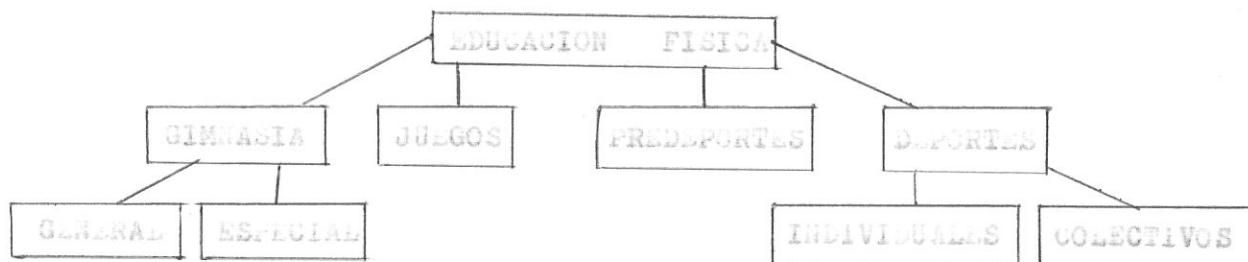 EDUCACION FISICA
GIMNASIA JUEGOS PREDEPORTES DEPORTES
GENERAL ESPECIAL INDIVIDUALES COLECTIVOS